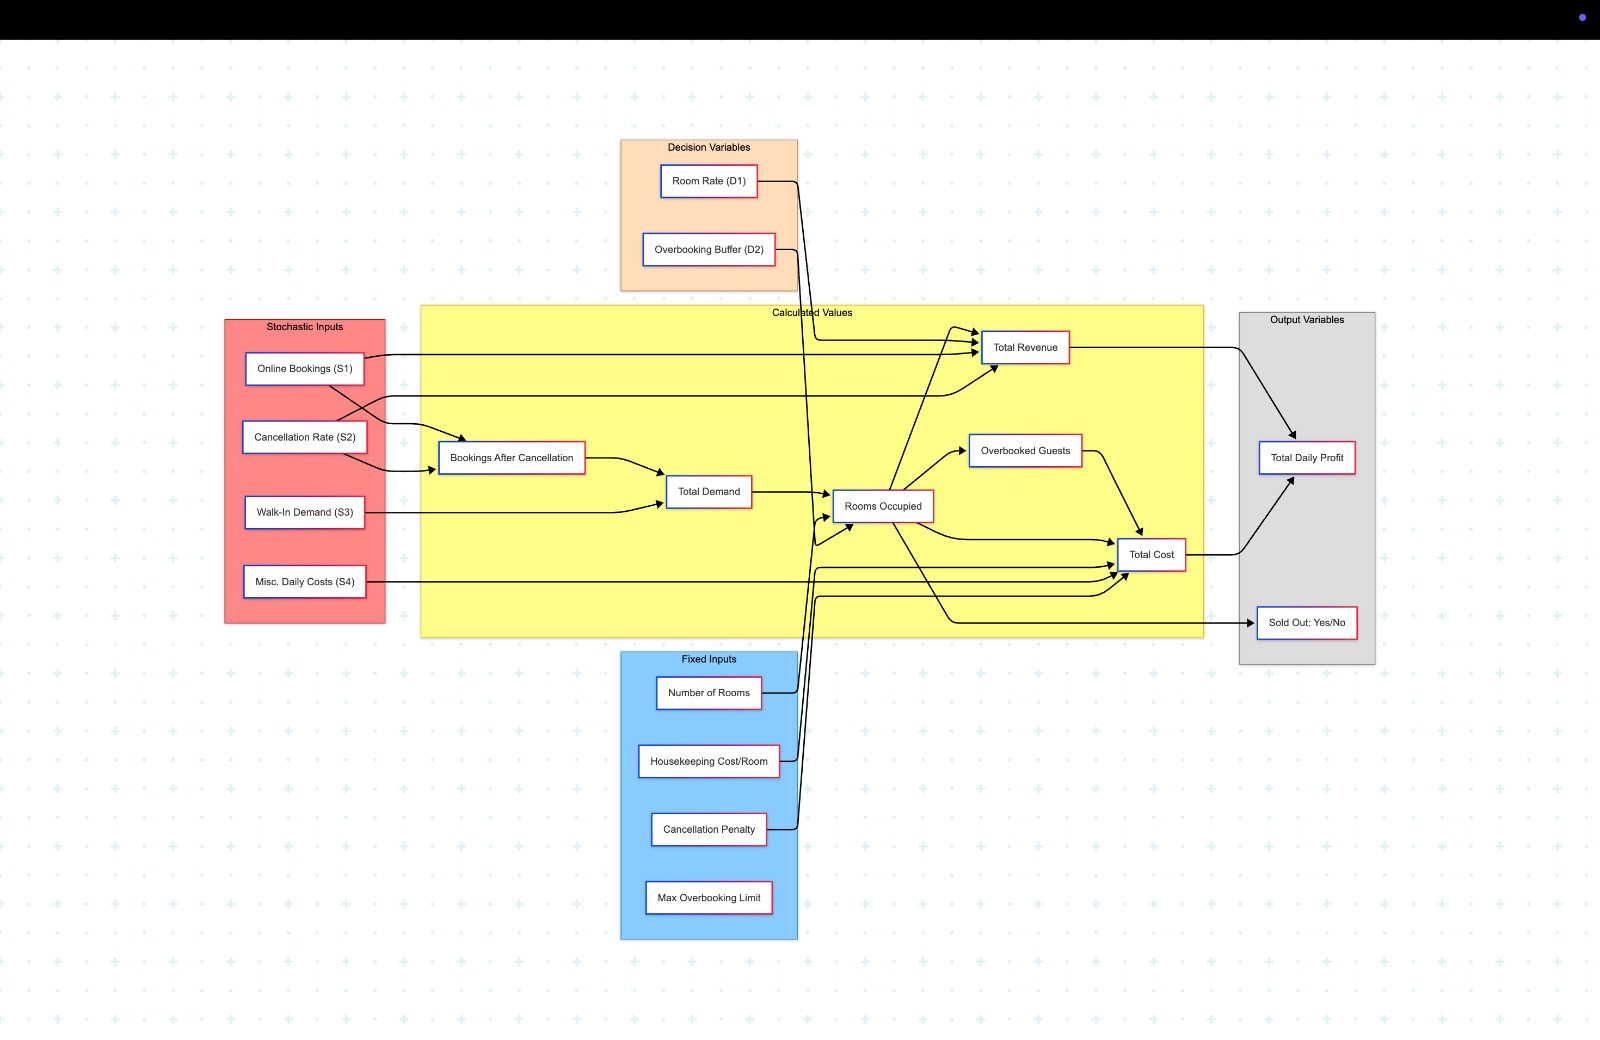 Decision Variables
Room Rate (D1)
Overbooking Buffer (D2)
Stochastic Inputs
Online Bookings (S1)
Cancellation Rate (S2)
Walk-In Demand (S3)
Misc. Daily Costs (S4)
Calculated Values
Total Revenue
Bookings After Cancellation
Overbooked Guests
Total Demand
Rooms Occupied
Total Cost
Output Variables
Total Daily Profit
Sold Out: Yes/No
Fixed Inputs
Number of Rooms
Housekeeping Cost/Room
Cancellation Penalty
Max Overbooking Limit